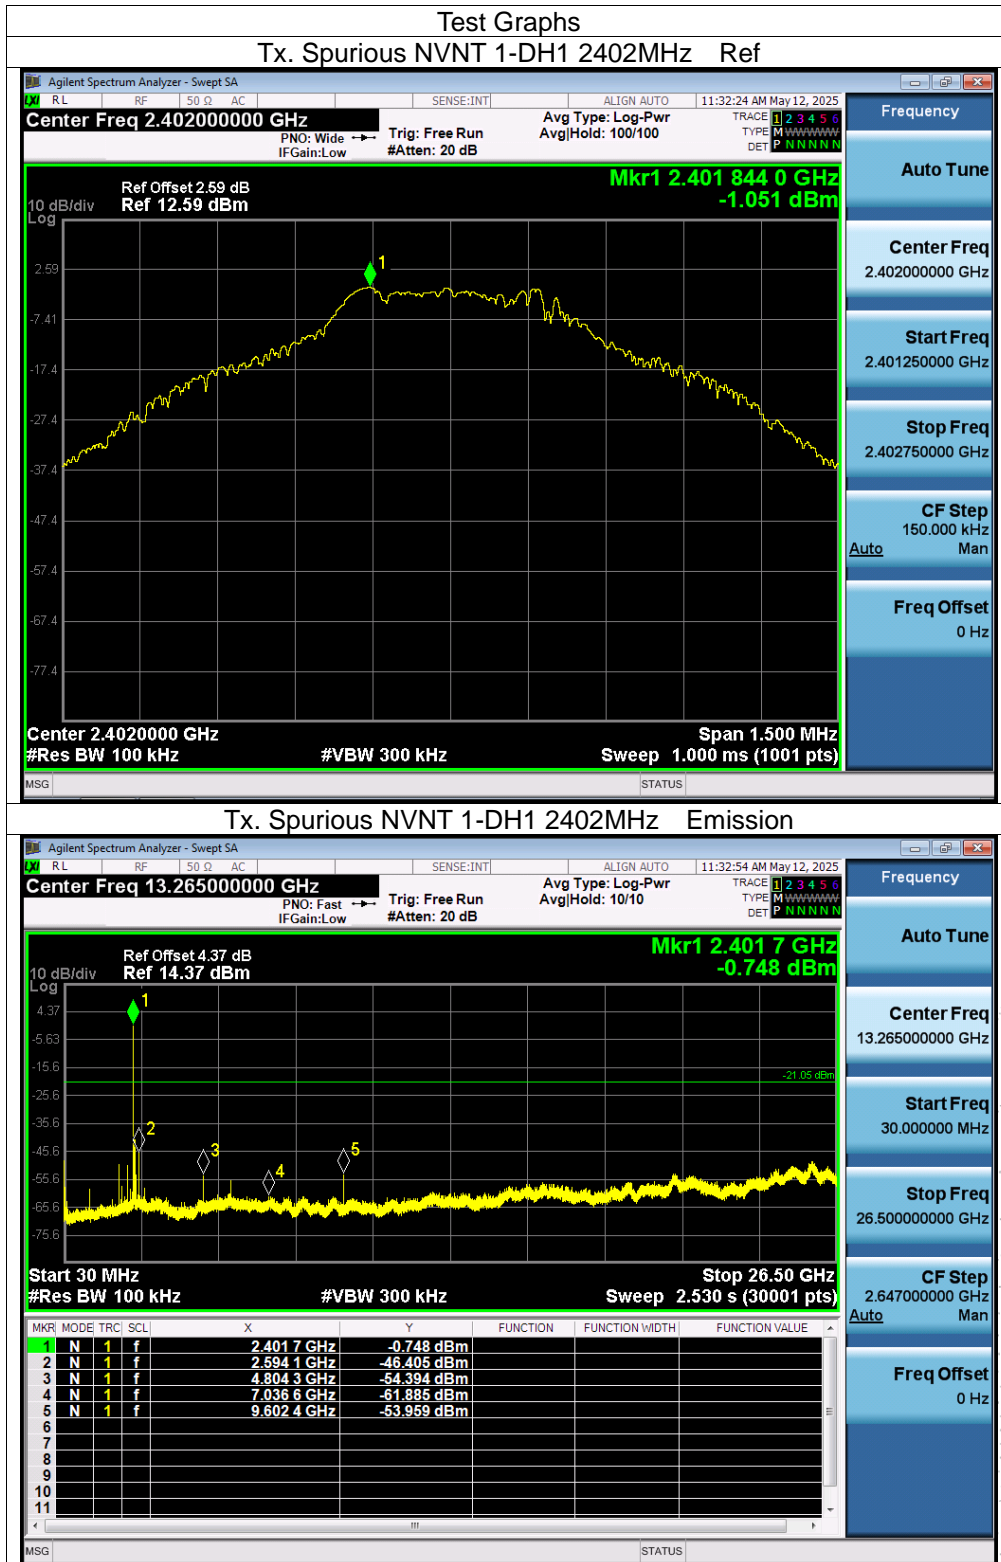 Test Graphs
Tx. Spurious NVNT 1-DH1 2402MHz Ref
Agilent Spectrum Analyzer - Swept SA
LXI RL RF 50 Ω AC SENSE:INT ALIGN AUTO 11:32:24 AM May 12, 2025
Center Freq 2.402000000 GHz
PNO: Wide
IFGain:Low
Trig: Free Run
#Atten: 20 dB
Avg Type: Log-Pwr
Avg|Hold: 100/100
TRACE 1 2 3 4 5 6
TYPE M WWWWW
DET P N N N N N
Mkr1 2.401 844 0 GHz
-1.051 dBm
Ref Offset 2.59 dB
10 dB/div Ref 12.59 dBm
Log
1
2.59
-7.41
-17.4
-27.4
-37.4
-47.4
-57.4
-67.4
-77.4
Center 2.4020000 GHz Span 1.500 MHz
#Res BW 100 kHz #VBW 300 kHz Sweep 1.000 ms (1001 pts)
MSG STATUS
Frequency
Auto Tune
Center Freq
2.402000000 GHz
Start Freq
2.401250000 GHz
Stop Freq
2.402750000 GHz
CF Step
150.000 kHz
Auto Man
Freq Offset
0 Hz
Tx. Spurious NVNT 1-DH1 2402MHz Emission
Agilent Spectrum Analyzer - Swept SA
LXI RL RF 50 Ω AC SENSE:INT ALIGN AUTO 11:32:54 AM May 12, 2025
Center Freq 13.265000000 GHz
PNO: Fast
IFGain:Low
Trig: Free Run
#Atten: 20 dB
Avg Type: Log-Pwr
Avg|Hold: 10/10
TRACE 1 2 3 4 5 6
TYPE M WWWWW
DET P N N N N N
Mkr1 2.401 7 GHz
-0.748 dBm
Ref Offset 4.37 dB
10 dB/div Ref 14.37 dBm
Log
1
2
3
4
5
-21.05 dBm
4.37
-5.63
-15.6
-25.6
-35.6
-45.6
-55.6
-65.6
-75.6
Start 30 MHz Stop 26.50 GHz
#Res BW 100 kHz #VBW 300 kHz Sweep 2.530 s (30001 pts)
MKR MODE TRC SCL X Y FUNCTION FUNCTION WIDTH FUNCTION VALUE
1 N 1 f 2.401 7 GHz -0.748 dBm
2 N 1 f 2.594 1 GHz -46.405 dBm
3 N 1 f 4.804 3 GHz -54.394 dBm
4 N 1 f 7.036 6 GHz -61.885 dBm
5 N 1 f 9.602 4 GHz -53.959 dBm
6
7
8
9
10
11
MSG STATUS
Frequency
Auto Tune
Center Freq
13.265000000 GHz
Start Freq
30.000000 MHz
Stop Freq
26.500000000 GHz
CF Step
2.647000000 GHz
Auto Man
Freq Offset
0 Hz